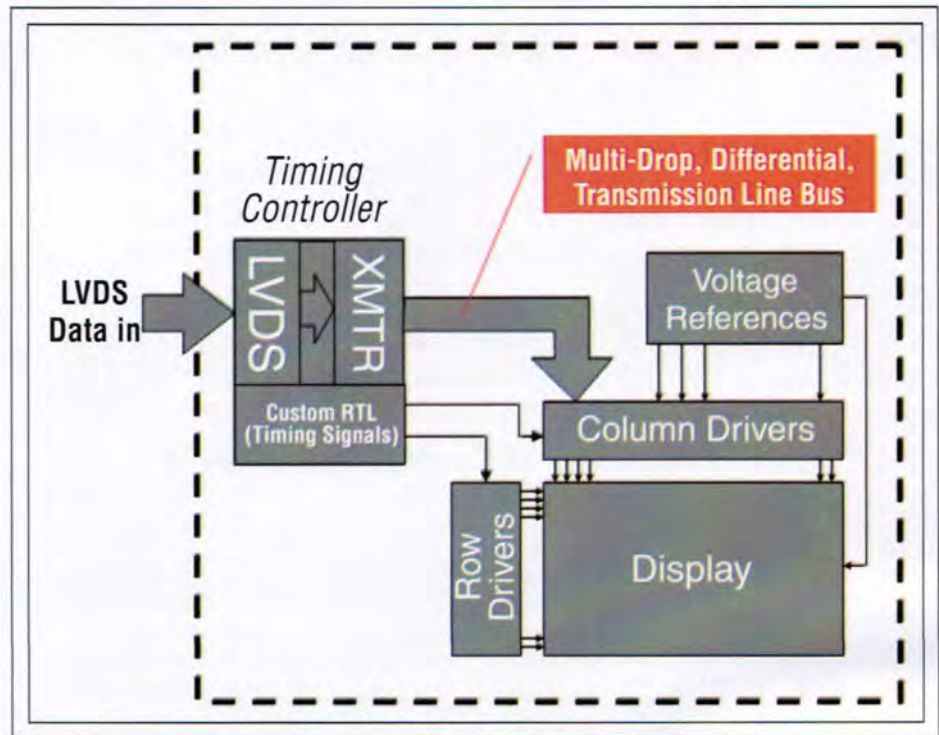 Multi-Drop, Differential,
Transmission Line Bus
Timing
Controller
LVDS
Data in
LVDS
XMTR
Voltage
References
Custom RTL
(Timing Signals)
Column Drivers
Row
Drivers
Display